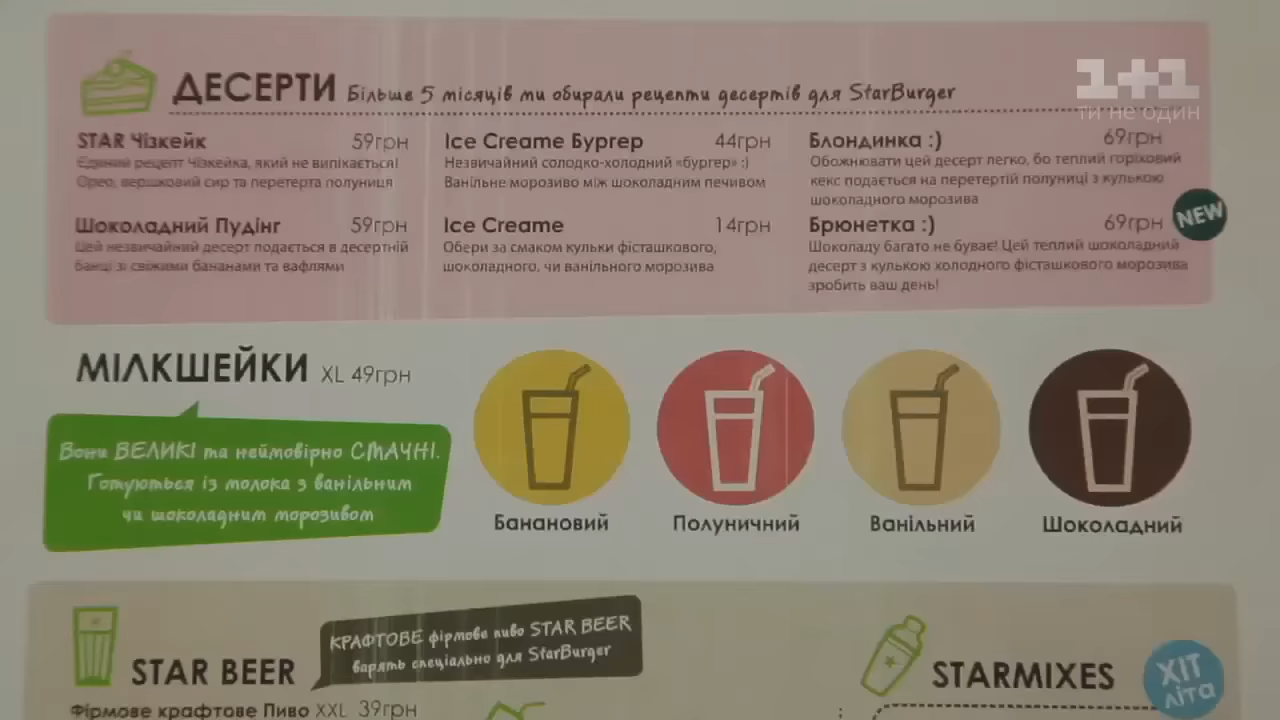 1+1
ти не один
ДЕСЕРТИ Більше 5 місяців ми обирали рецепти десертів для StarBurger
STAR Чізкейк 59грн
Єдиний рецепт Чізкейка, який не випікається!
Орео, вершковий сир та перетерта полуниця
Шоколадний Пудінг 59грн
Цей незвичайний десерт подається в десертній
банці зі свіжими бананами та вафлями
Ice Creame Бургер 44грн
Незвичайний солодко-холодний «бургер» :)
Ванільне морозиво між шоколадним печивом
Ice Creame 14грн
Обери за смаком кульки фісташкового,
шоколадного, чи ванільного морозива
Блондинка :) 69грн
Обожнювати цей десерт легко, бо теплий горіховий
кекс подається на перетертій полуниці з кулькою
шоколадного морозива
Брюнетка :) 69грн NEW
Шоколаду багато не буває! Цей теплий шоколадний
десерт з кулькою холодного фісташкового морозива
зробить ваш день!
МІЛКШЕЙКИ XL 49грн
Вони ВЕЛИКІ та неймовірно СМАЧНІ.
Готуються із молока з ванільним
чи шоколадним морозивом
Банановий Полуничний Ванільний Шоколадний
STAR BEER
КРАФТОВЕ фірмове пиво STAR BEER
варять спеціально для StarBurger
Фірмове крафтове Пиво XXL 39грн
STARMIXES
ХІТ
літа